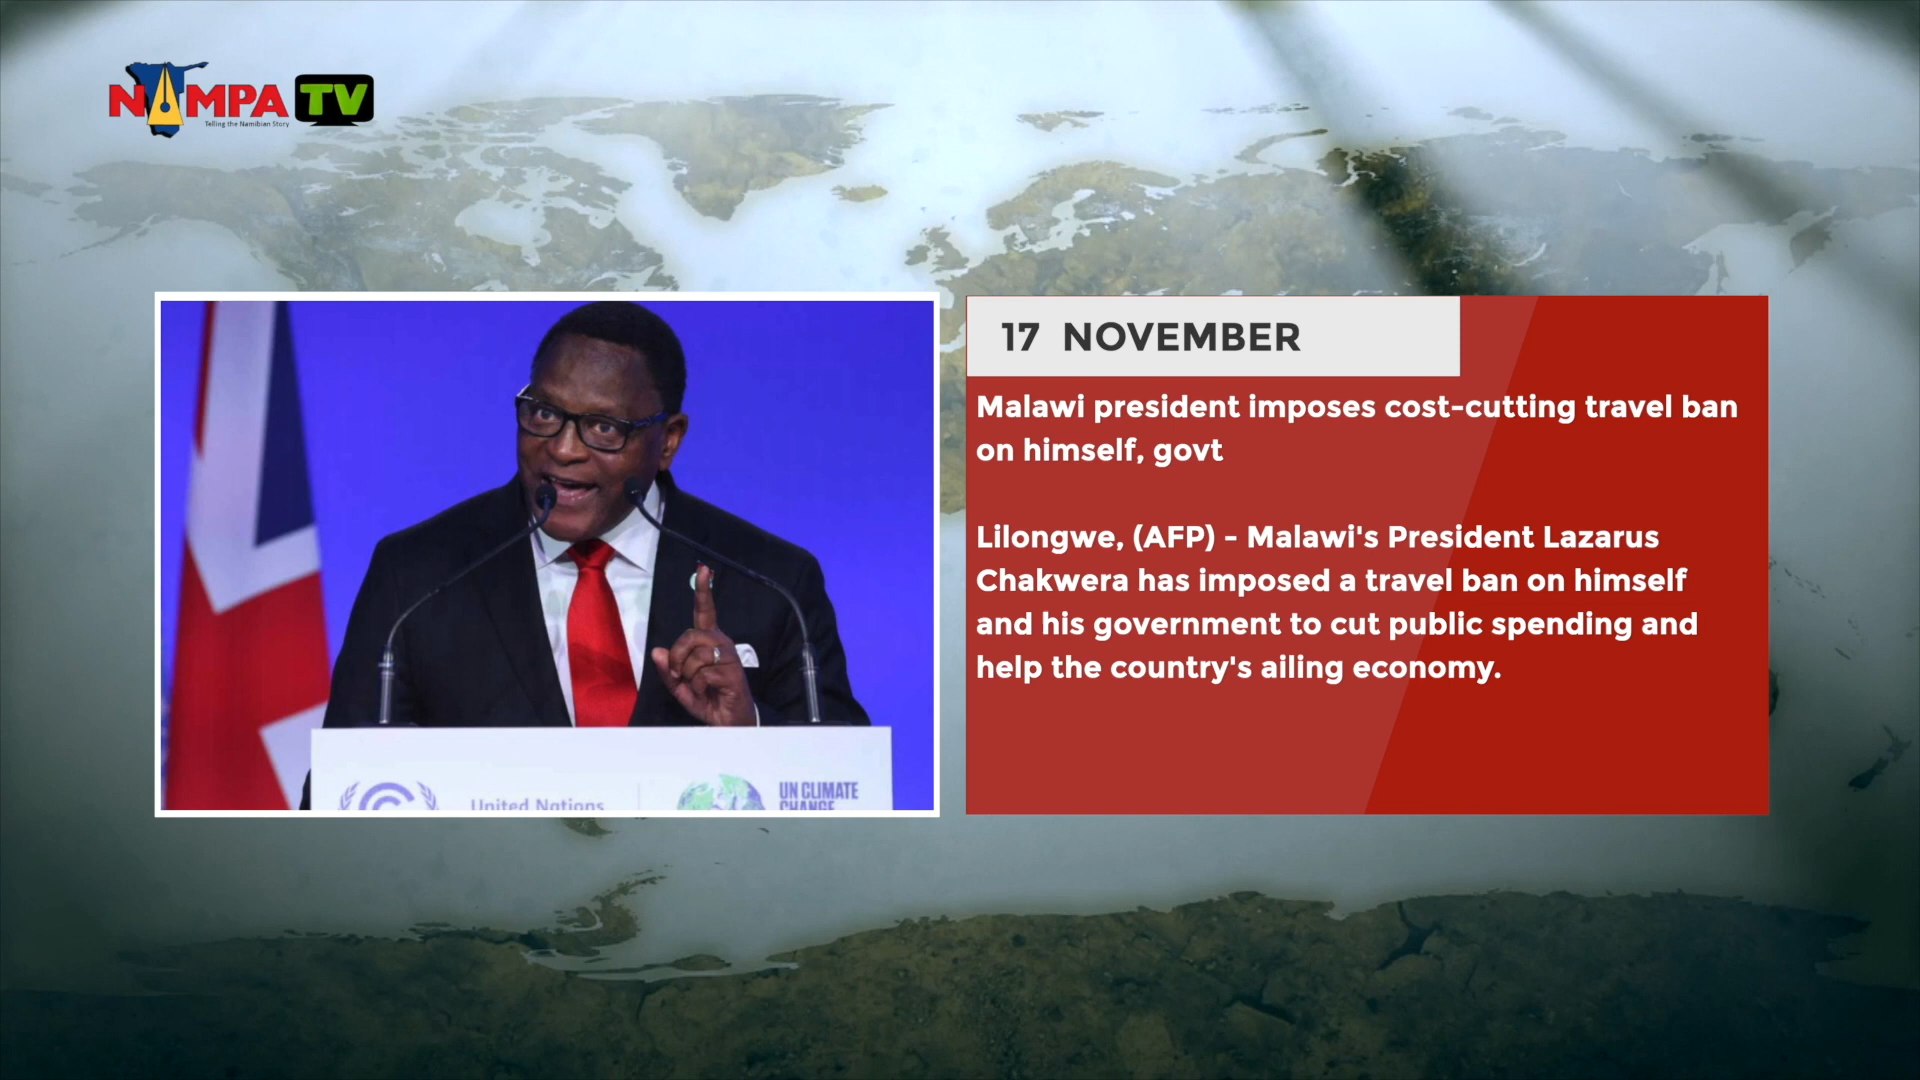 NAMPA TV
Telling the Namibian Story
17 NOVEMBER
Malawi president imposes cost-cutting travel ban
on himself, govt
Lilongwe, (AFP) - Malawi's President Lazarus
Chakwera has imposed a travel ban on himself
and his government to cut public spending and
help the country's ailing economy.
United Nations
UN CLIMATE
CHANGE